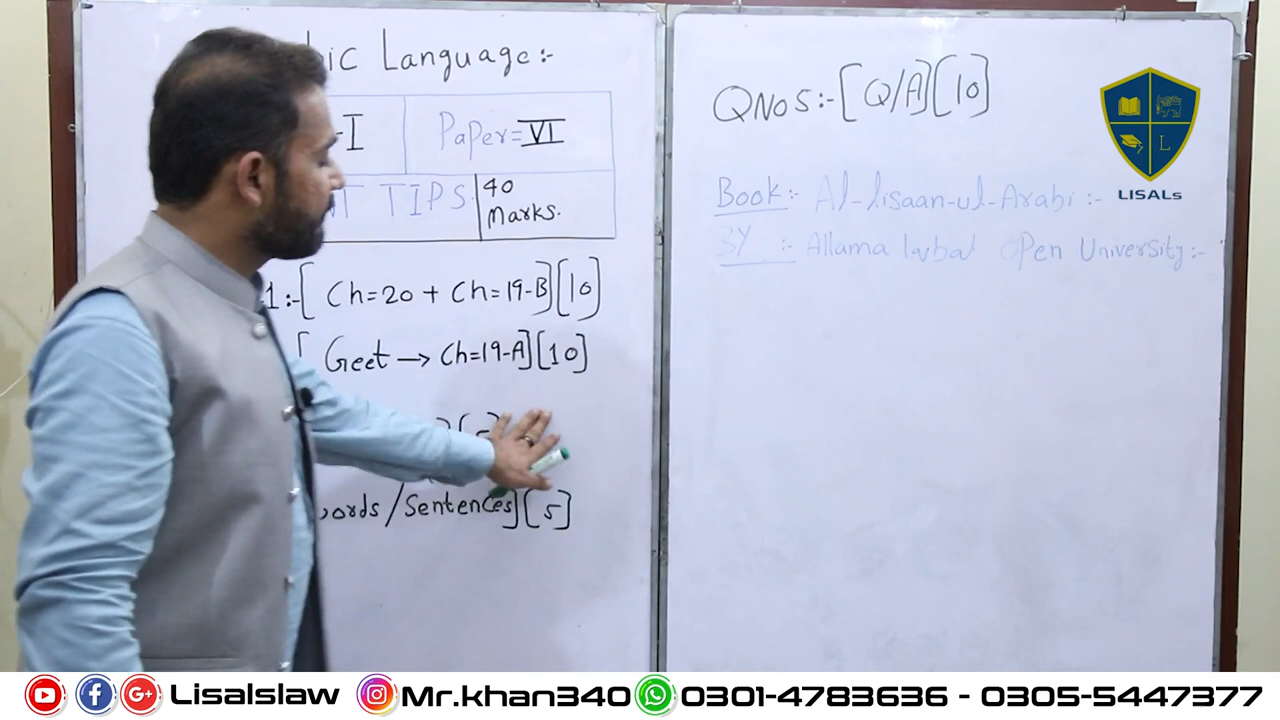 bic Language:-
-I
Paper=VI
T TIPS
40 Marks.
1:-[ Ch=20 + Ch=19-B][10]
[ Geet → Ch=19-A][10]
][5]
words/Sentences][5]
QNo5:-[Q/A][10]
Book:- Al-lisaan-ul-Arabi:-
BY :- Allama Iqbal Open University:-
L
LISALs
Lisalslaw Mr.khan340 0301-4783636 - 0305-5447377